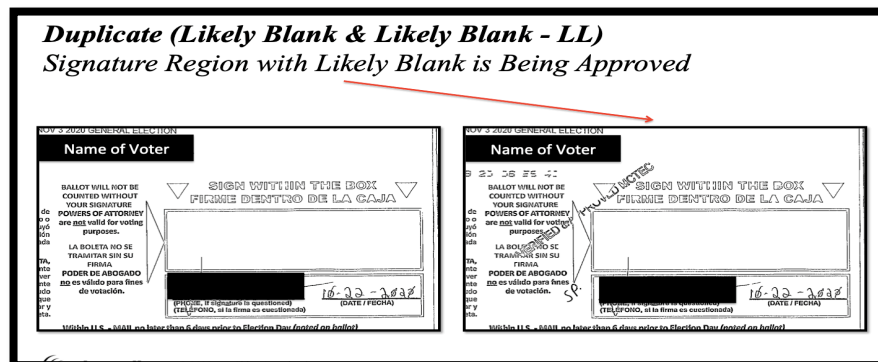 Duplicate (Likely Blank & Likely Blank - LL)
Signature Region with Likely Blank is Being Approved
NOV 3 2020 GENERAL ELECTION
Name of Voter
BALLOT WILL NOT BE
COUNTED WITHOUT
YOUR SIGNATURE
POWERS OF ATTORNEY
are not valid for voting
purposes.
LA BOLETA NO SE
TRAMITAR SIN SU
FIRMA
PODER DE ABOGADO
no es válido para fines
de votación.
SIGN WITHIN THE BOX
FIRME DENTRO DE LA CAJA
10-22-2020
(PHONE, if signature is questioned)
(DATE / FECHA)
(TELÉFONO, si la firma es cuestionada)
Within U.S. - MAIL no later than 6 days prior to Election Day (noted on ballot)
NOV 3 2020 GENERAL ELECTION
Name of Voter
VERIFIED & APPROVED MCTEC
BALLOT WILL NOT BE
COUNTED WITHOUT
YOUR SIGNATURE
POWERS OF ATTORNEY
are not valid for voting
purposes.
LA BOLETA NO SE
TRAMITAR SIN SU
FIRMA
PODER DE ABOGADO
no es válido para fines
de votación.
SIGN WITHIN THE BOX
FIRME DENTRO DE LA CAJA
10-22-2020
(PHONE, if signature is questioned)
(DATE / FECHA)
(TELÉFONO, si la firma es cuestionada)
Within U.S. - MAIL no later than 6 days prior to Election Day (noted on ballot)